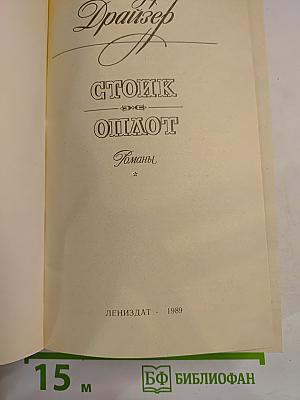 Драйзер
СТОИК
ОПЛОТ
Романы
*
ЛЕНИЗДАТ · 1989
15 м
БФ БИБЛИОФАН